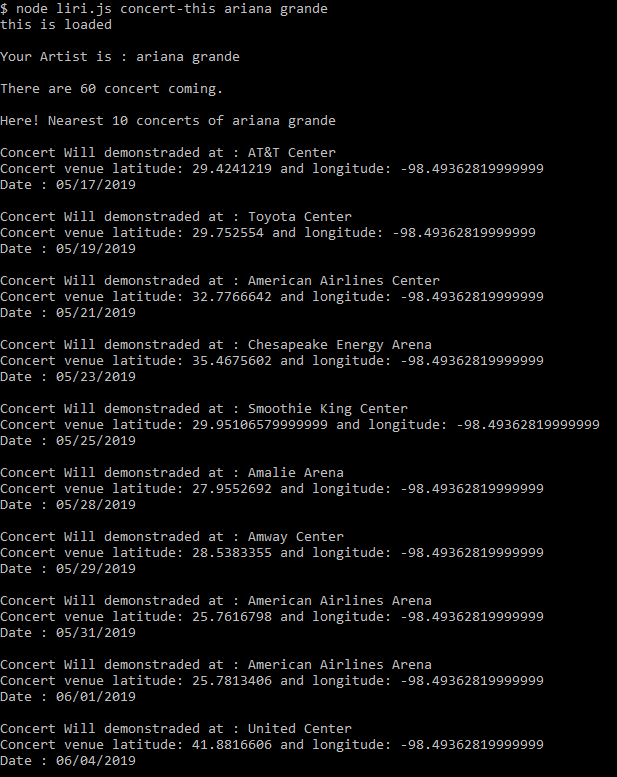 $ node liri.js concert-this ariana grande
this is loaded
Your Artist is : ariana grande
There are 60 concert coming.
Here! Nearest 10 concerts of ariana grande
Concert Will demonstraded at : AT&T Center
Concert venue latitude: 29.4241219 and longitude: -98.49362819999999
Date : 05/17/2019
Concert Will demonstraded at : Toyota Center
Concert venue latitude: 29.752554 and longitude: -98.49362819999999
Date : 05/19/2019
Concert Will demonstraded at : American Airlines Center
Concert venue latitude: 32.7766642 and longitude: -98.49362819999999
Date : 05/21/2019
Concert Will demonstraded at : Chesapeake Energy Arena
Concert venue latitude: 35.4675602 and longitude: -98.49362819999999
Date : 05/23/2019
Concert Will demonstraded at : Smoothie King Center
Concert venue latitude: 29.95106579999999 and longitude: -98.49362819999999
Date : 05/25/2019
Concert Will demonstraded at : Amalie Arena
Concert venue latitude: 27.9552692 and longitude: -98.49362819999999
Date : 05/28/2019
Concert Will demonstraded at : Amway Center
Concert venue latitude: 28.5383355 and longitude: -98.49362819999999
Date : 05/29/2019
Concert Will demonstraded at : American Airlines Arena
Concert venue latitude: 25.7616798 and longitude: -98.49362819999999
Date : 05/31/2019
Concert Will demonstraded at : American Airlines Arena
Concert venue latitude: 25.7813406 and longitude: -98.49362819999999
Date : 06/01/2019
Concert Will demonstraded at : United Center
Concert venue latitude: 41.8816606 and longitude: -98.49362819999999
Date : 06/04/2019